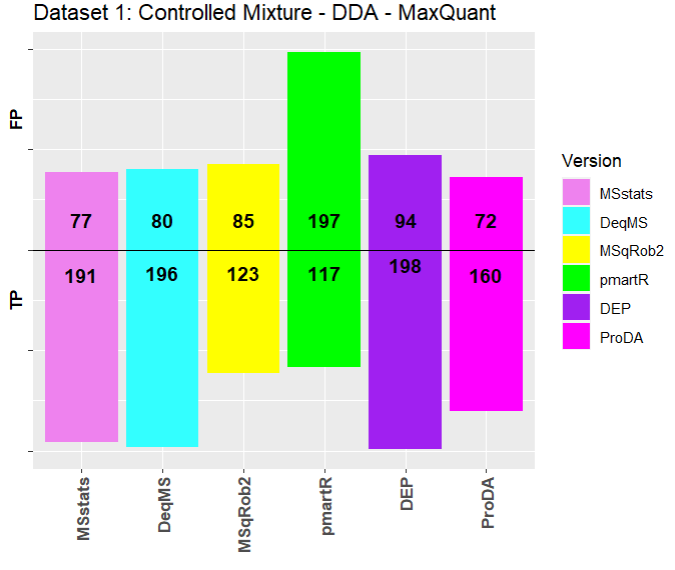 Dataset 1: Controlled Mixture - DDA - MaxQuant
FP
TP
77
80
85
197
94
72
191
196
123
117
198
160
MSstats
DeqMS
MSqRob2
pmartR
DEP
ProDA
Version
MSstats
DeqMS
MSqRob2
pmartR
DEP
ProDA